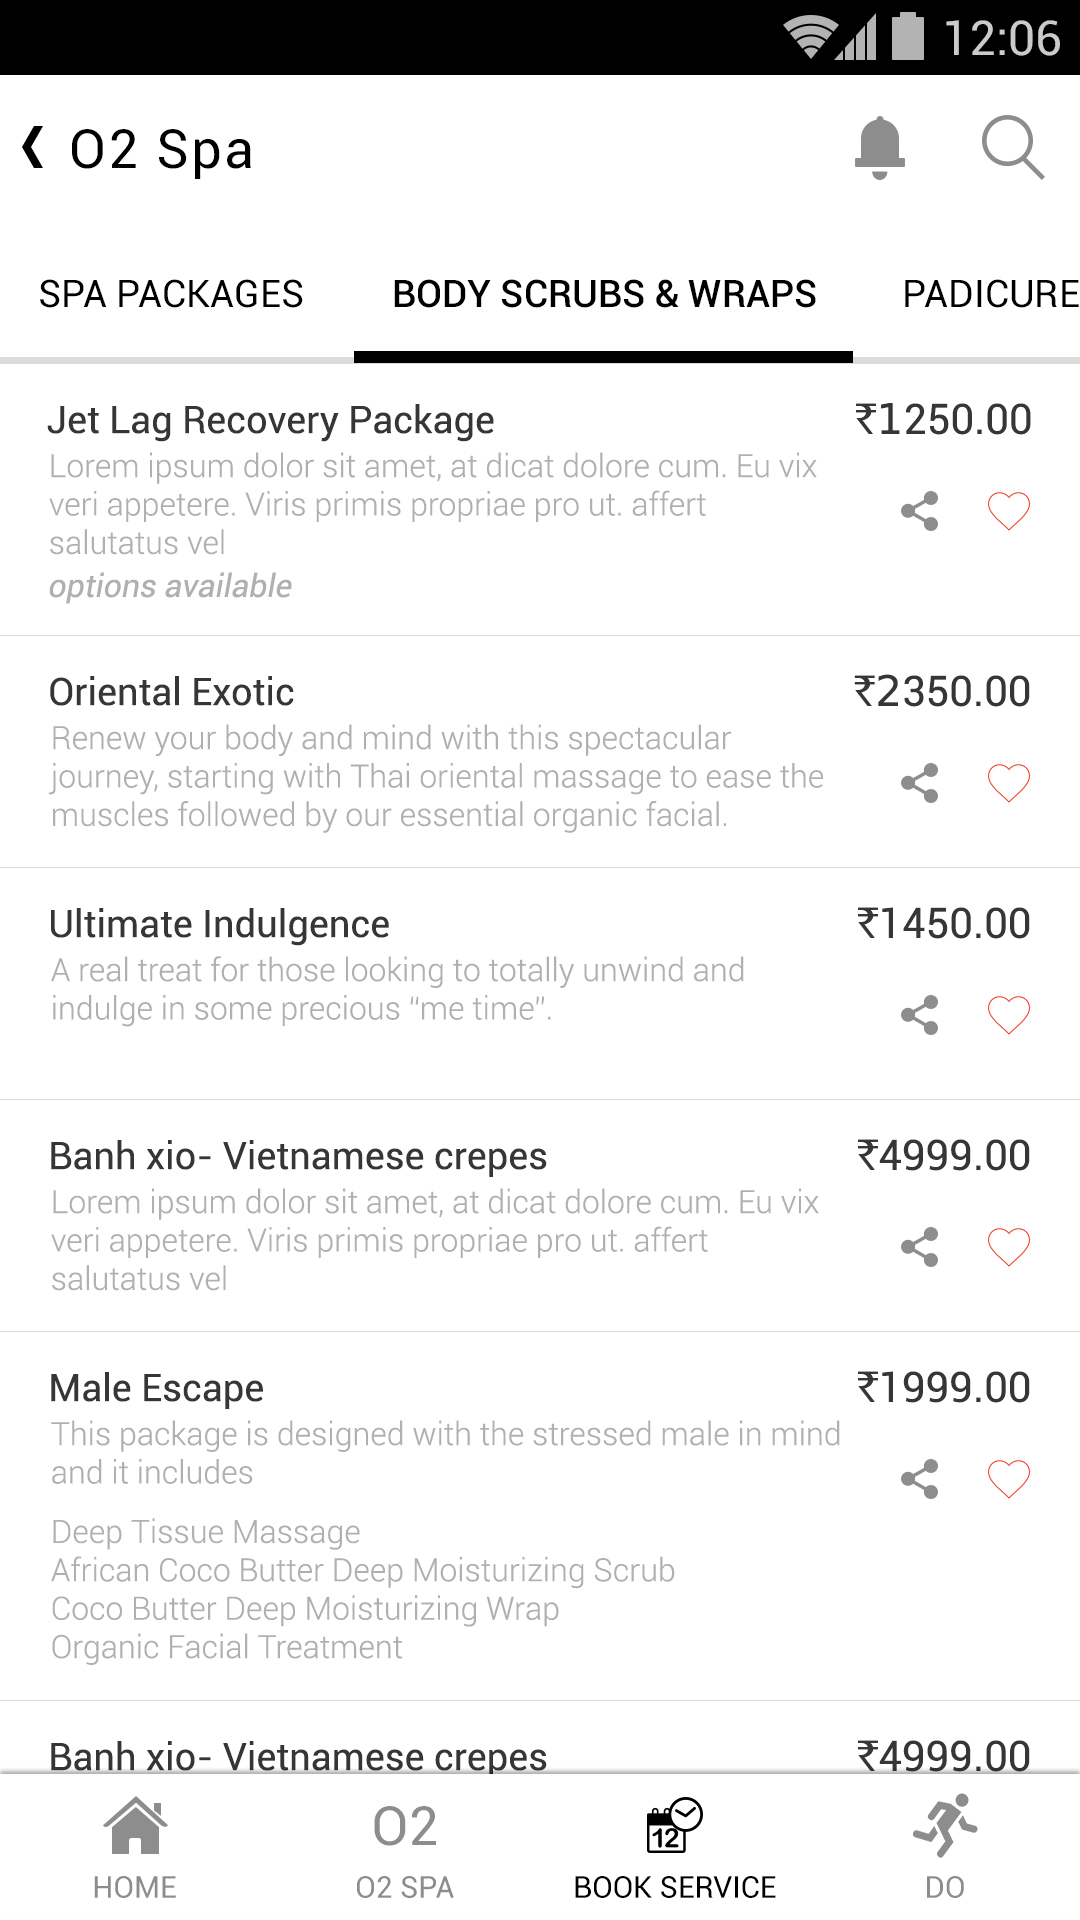 12:06
O2 Spa
SPA PACKAGES
BODY SCRUBS & WRAPS
PADICURE
Jet Lag Recovery Package
₹1250.00
Lorem ipsum dolor sit amet, at dicat dolore cum. Eu vix
veri appetere. Viris primis propriae pro ut. affert
salutatus vel
options available
Oriental Exotic
₹2350.00
Renew your body and mind with this spectacular
journey, starting with Thai oriental massage to ease the
muscles followed by our essential organic facial.
Ultimate Indulgence
₹1450.00
A real treat for those looking to totally unwind and
indulge in some precious “me time”.
Banh xio- Vietnamese crepes
₹4999.00
Lorem ipsum dolor sit amet, at dicat dolore cum. Eu vix
veri appetere. Viris primis propriae pro ut. affert
salutatus vel
Male Escape
₹1999.00
This package is designed with the stressed male in mind
and it includes
Deep Tissue Massage
African Coco Butter Deep Moisturizing Scrub
Coco Butter Deep Moisturizing Wrap
Organic Facial Treatment
Banh xio- Vietnamese crepes
₹4999.00
O2
12
HOME
O2 SPA
BOOK SERVICE
DO